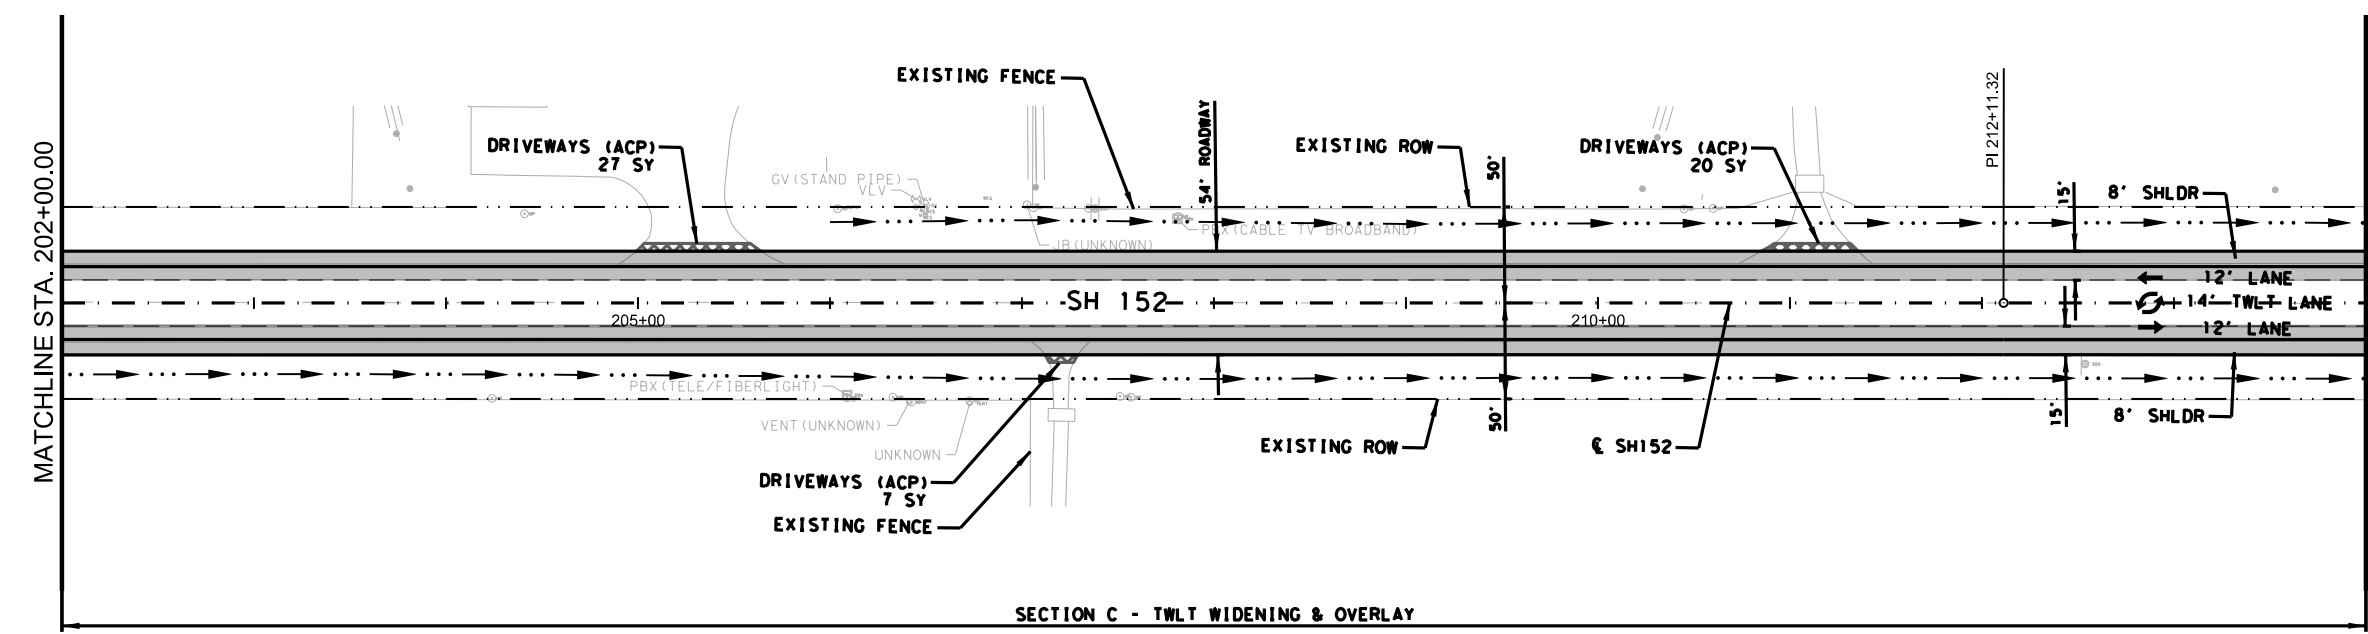 EXISTING FENCE
PI 212+11.32
54' ROADWAY
DRIVEWAYS (ACP)
27 SY
EXISTING ROW
50'
DRIVEWAYS (ACP)
20 SY
MATCHLINE STA. 202+00.00
GV(STAND PIPE)
VLV
15'
8' SHLDR
PBX(CABLE TV BROADBAND)
JB(UNKNOWN)
12' LANE
SH 152
14' TWLT LANE
205+00
210+00
12' LANE
PBX(TELE/FIBERLIGHT)
VENT(UNKNOWN)
50'
15'
8' SHLDR
EXISTING ROW
℄ SH152
UNKNOWN
DRIVEWAYS (ACP)
7 SY
EXISTING FENCE
SECTION C - TWLT WIDENING & OVERLAY